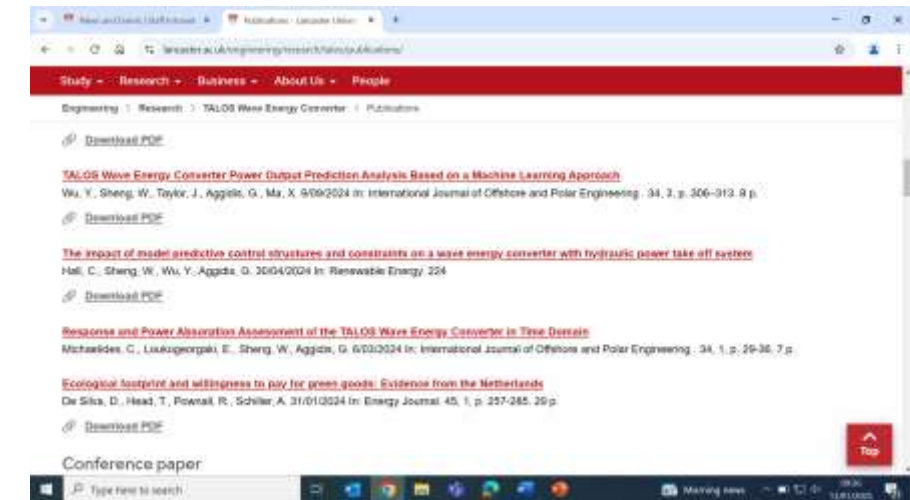 Publications - Lancaster Univer
Study Research Business About Us People
Engineering Research TALOS Wave Energy Converter Publications
Download PDF
TALOS Wave Energy Converter Power Output Prediction Analysis Based on a Machine Learning Approach
Wu, Y., Sheng, W., Taylor, J., Aggidis, G., Ma, X. 9/09/2024 In: International Journal of Offshore and Polar Engineering . 34, 3, p. 306-313. 8 p.
Download PDF
The impact of model predictive control structures and constraints on a wave energy converter with hydraulic power take off system
Hall, C., Sheng, W., Wu, Y., Aggidis, G. 30/04/2024 In: Renewable Energy. 224
Download PDF
Response and Power Absorption Assessment of the TALOS Wave Energy Converter in Time Domain
Michaelides, C., Loukogeorgaki, E., Sheng, W., Aggidis, G. 6/03/2024 In: International Journal of Offshore and Polar Engineering . 34, 1, p. 29-36. 7 p.
Ecological footprint and willingness to pay for green goods: Evidence from the Netherlands
De Silva, D., Head, T., Pownall, R., Schiller, A. 31/01/2024 In: Energy Journal. 45, 1, p. 257-285. 29 p.
Download PDF
Top
Conference paper
Type here to search
Morning news